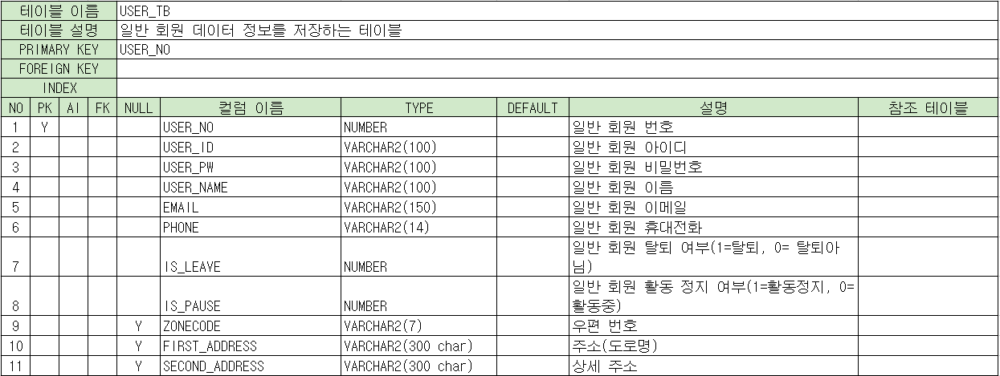 테이블 이름 USER_TB
테이블 설명 일반 회원 데이터 정보를 저장하는 테이블
PRIMARY KEY USER_NO
FOREIGN KEY
INDEX
NO PK AI FK NULL 컬럼 이름 TYPE DEFAULT 설명 참조 테이블
1 Y USER_NO NUMBER 일반 회원 번호
2 USER_ID VARCHAR2(100) 일반 회원 아이디
3 USER_PW VARCHAR2(100) 일반 회원 비밀번호
4 USER_NAME VARCHAR2(100) 일반 회원 이름
5 EMAIL VARCHAR2(150) 일반 회원 이메일
6 PHONE VARCHAR2(14) 일반 회원 휴대전화
일반 회원 탈퇴 여부(1=탈퇴, 0= 탈퇴아
7 IS_LEAVE NUMBER 님)
일반 회원 활동 정지 여부(1=활동정지, 0=
8 IS_PAUSE NUMBER 활동중)
9 Y ZONECODE VARCHAR2(7) 우편 번호
10 Y FIRST_ADDRESS VARCHAR2(300 char) 주소(도로명)
11 Y SECOND_ADDRESS VARCHAR2(300 char) 상세 주소